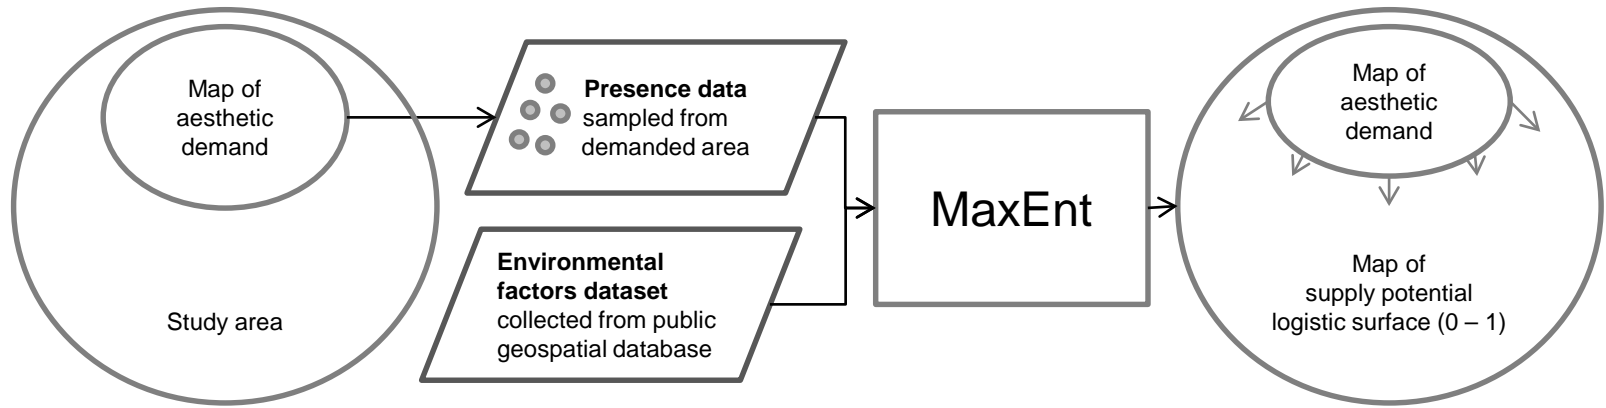 Map of
aesthetic
demand
Study area
Presence data
sampled from
demanded area
Environmental
factors dataset
collected from public
geospatial database
MaxEnt
Map of
aesthetic
demand
Map of
supply potential
logistic surface (0 – 1)